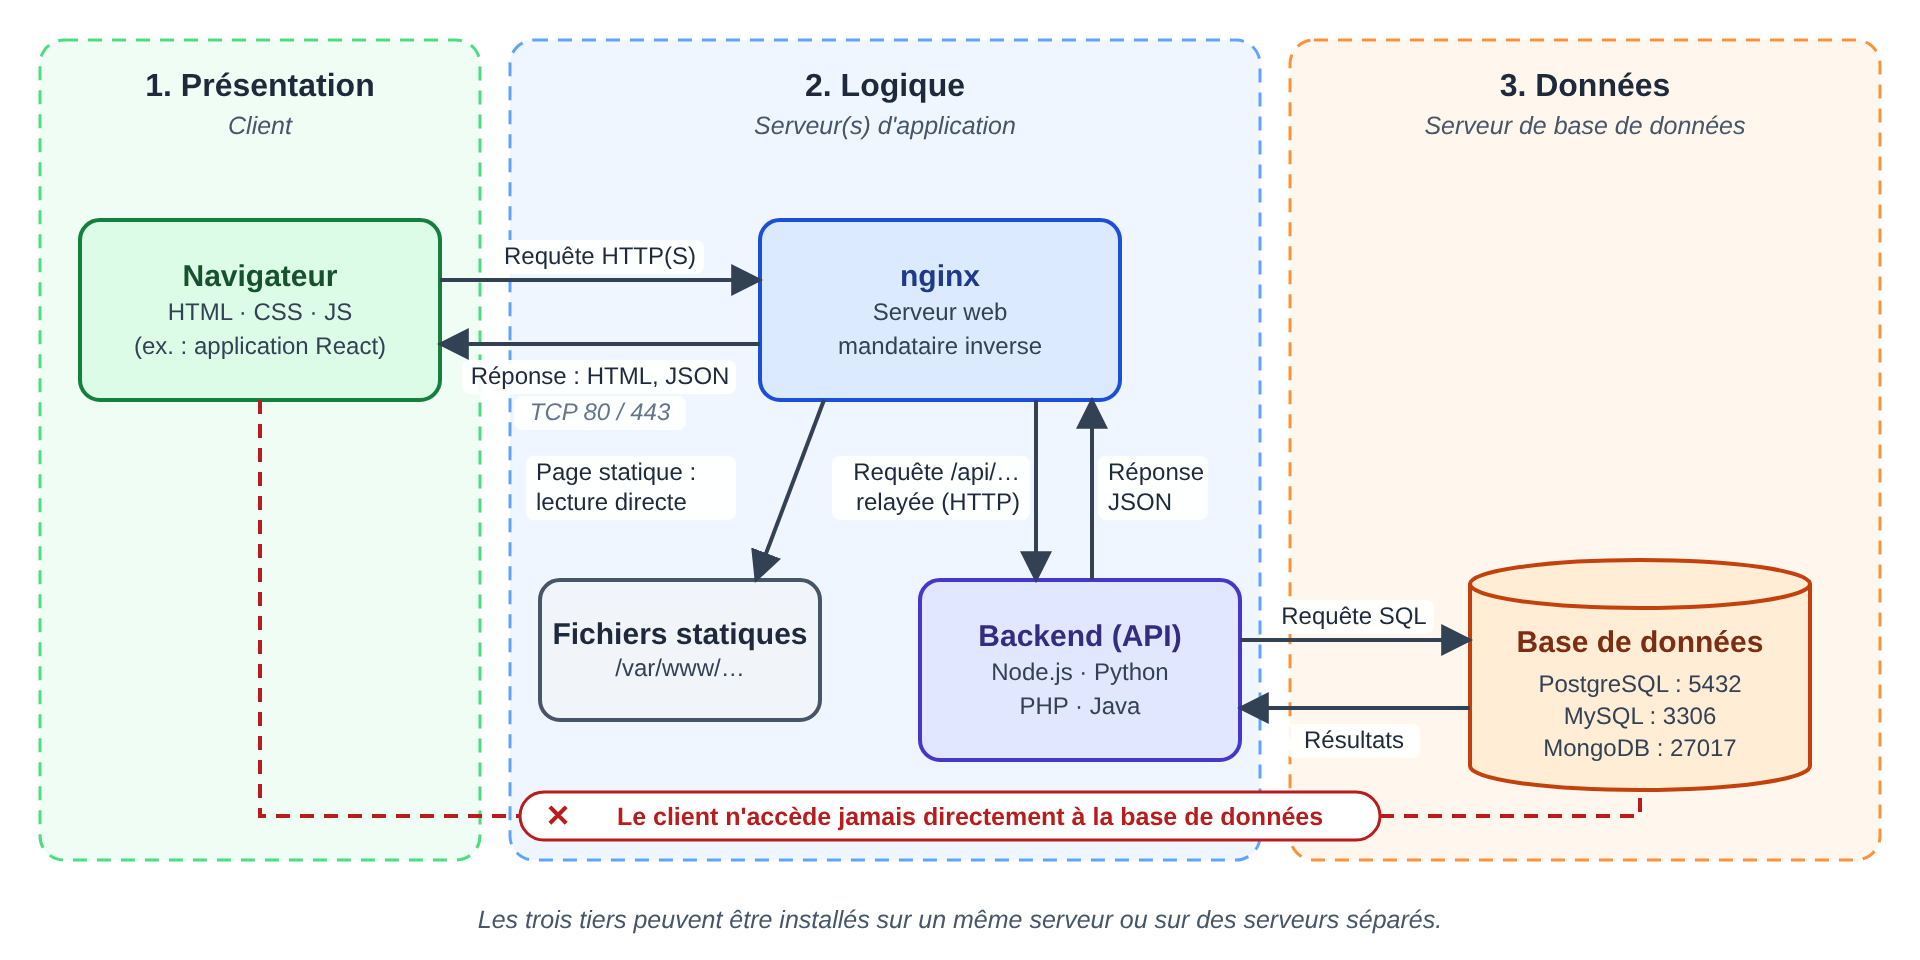 1. Présentation
Client
2. Logique
Serveur(s) d'application
3. Données
Serveur de base de données
Navigateur
HTML · CSS · JS
(ex. : application React)
Requête HTTP(S)
Réponse : HTML, JSON
TCP 80 / 443
nginx
Serveur web
mandataire inverse
Page statique :
lecture directe
Requête /api/…
relayée (HTTP)
Réponse
JSON
Fichiers statiques
/var/www/…
Backend (API)
Node.js · Python
PHP · Java
Requête SQL
Résultats
Base de données
PostgreSQL : 5432
MySQL : 3306
MongoDB : 27017
✕ Le client n'accède jamais directement à la base de données
Les trois tiers peuvent être installés sur un même serveur ou sur des serveurs séparés.